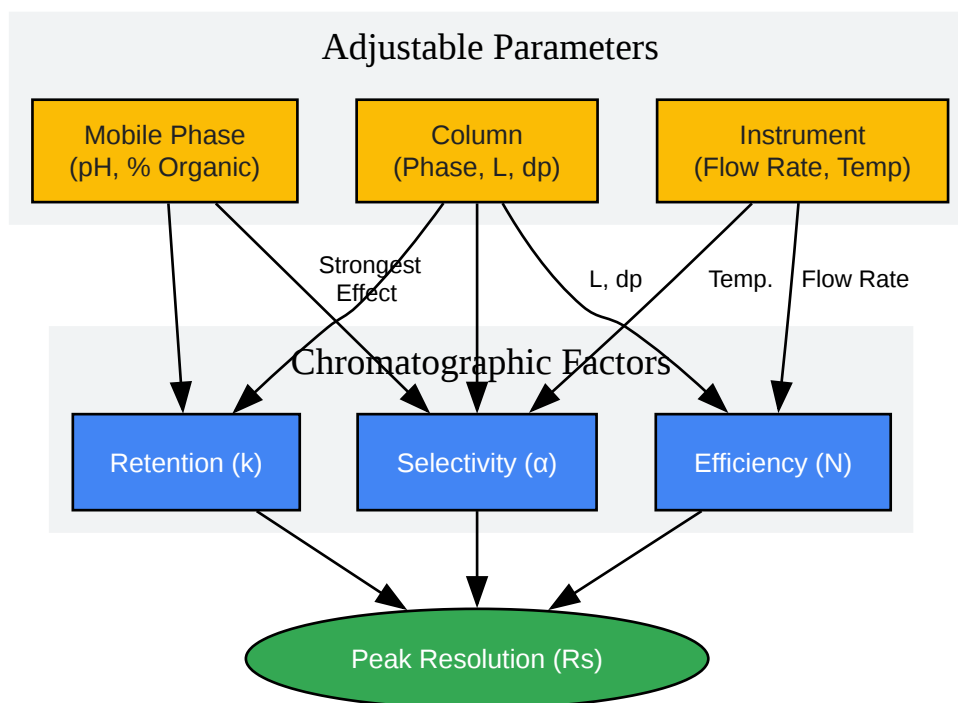 Adjustable Parameters
Mobile Phase
(pH, % Organic)
Column
(Phase, L, dp)
Instrument
(Flow Rate, Temp)
Strongest
Effect
L, dp
Temp.
Flow Rate
Chromatographic Factors
Retention (k)
Selectivity (α)
Efficiency (N)
Peak Resolution (Rs)